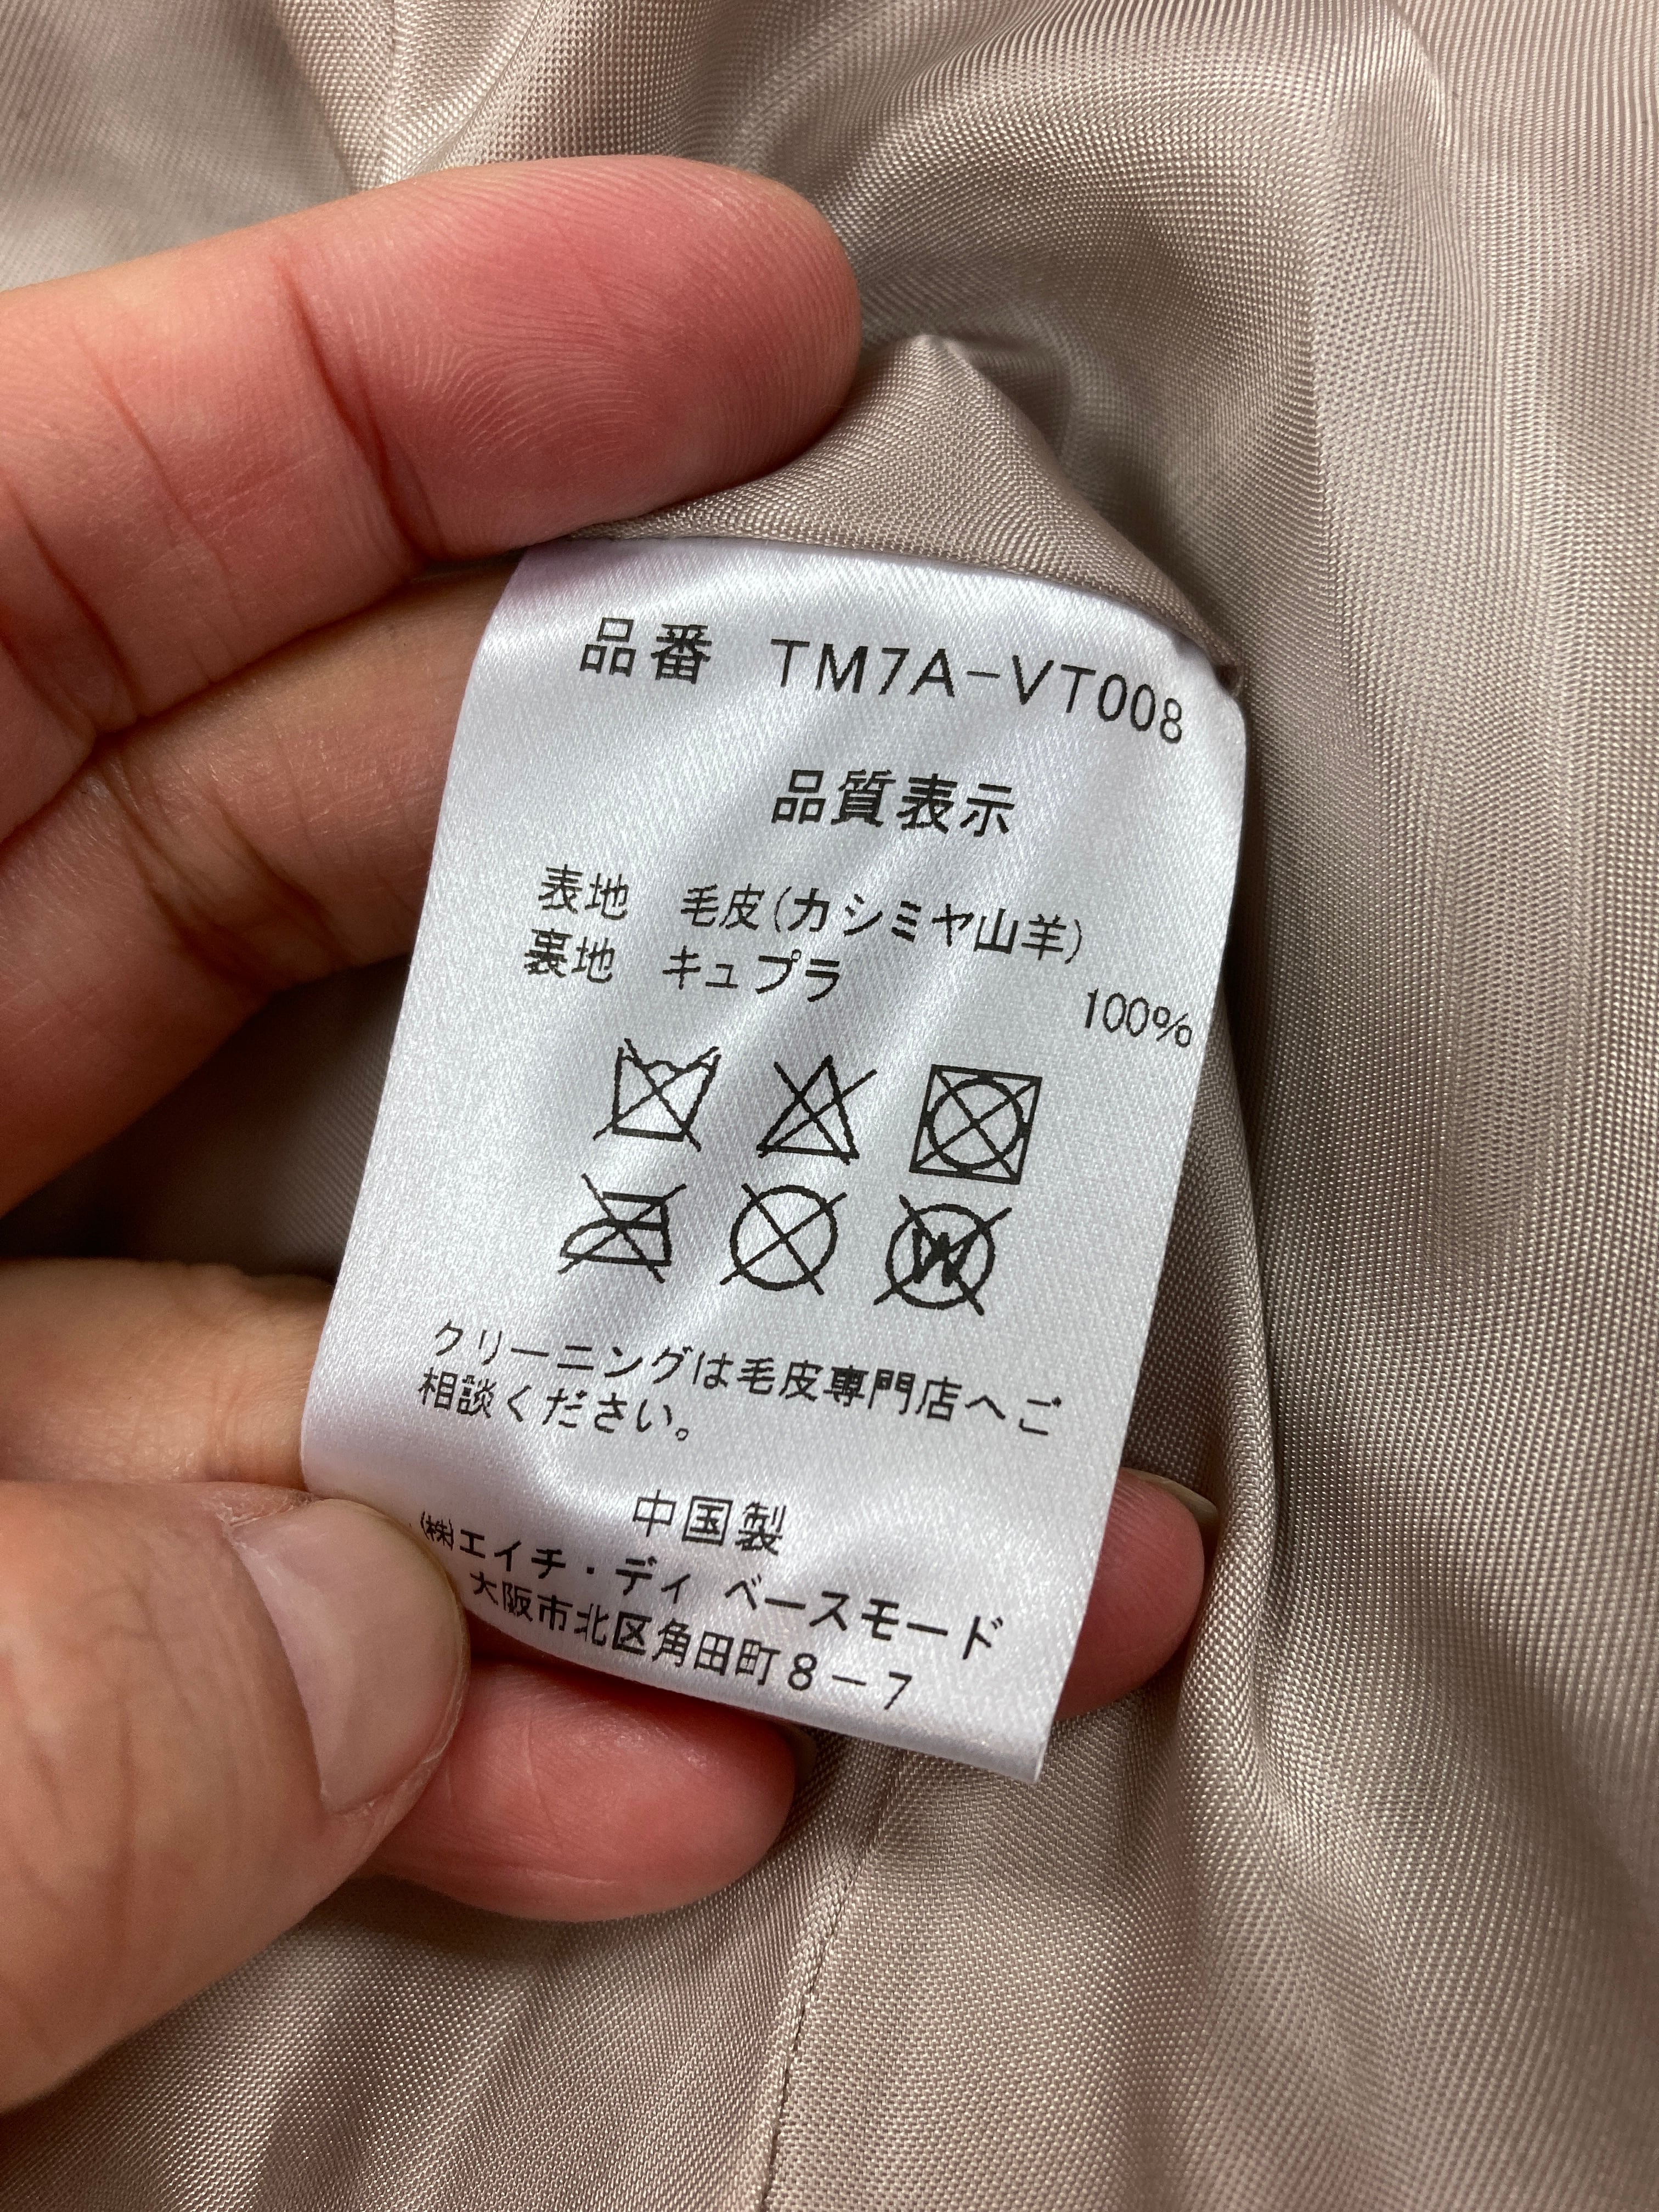 品番 TM7A-VT008
品質表示
表地 毛皮(カシミヤ山羊)
裏地 キュプラ 100%
W
クリーニングは毛皮専門店へご
相談ください。
中国製
㈱エイチ・ディ ベースモード
大阪市北区角田町8-7